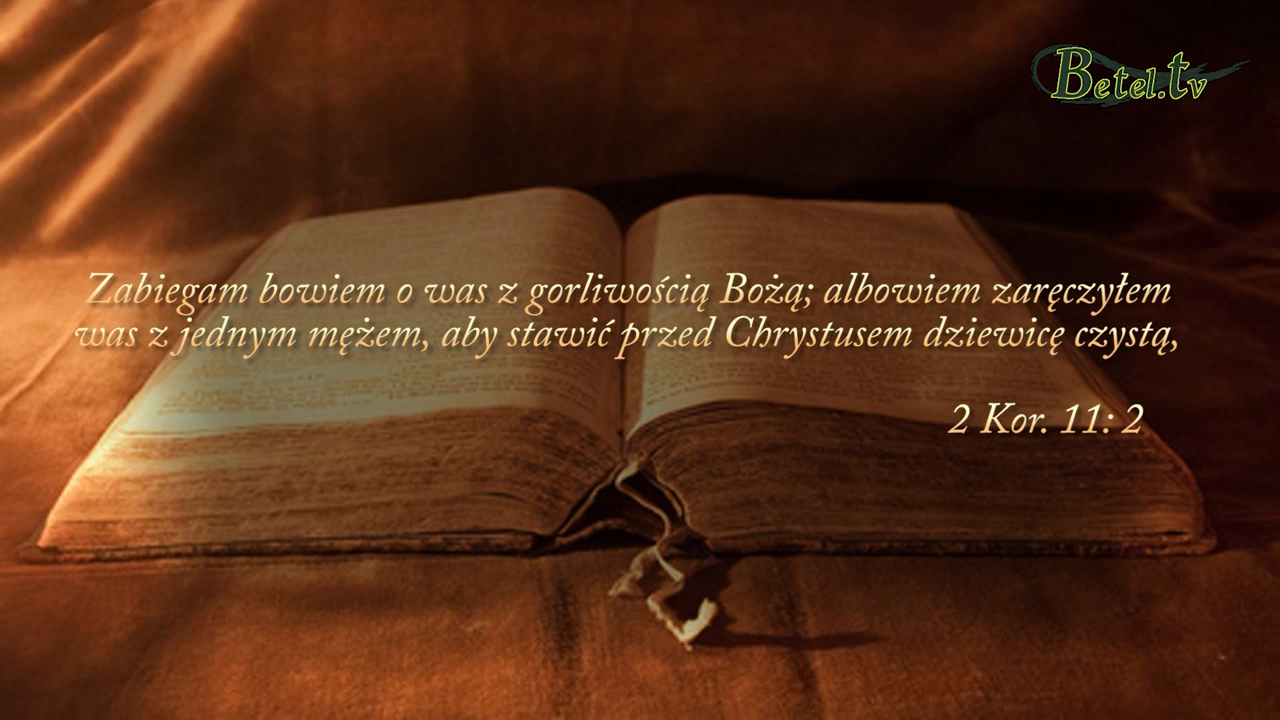 Betel.tv
Zabiegam bowiem o was z gorliwością Bożą; albowiem zaręczyłem
was z jednym mężem, aby stawić przed Chrystusem dziewicę czystą,
2 Kor. 11: 2